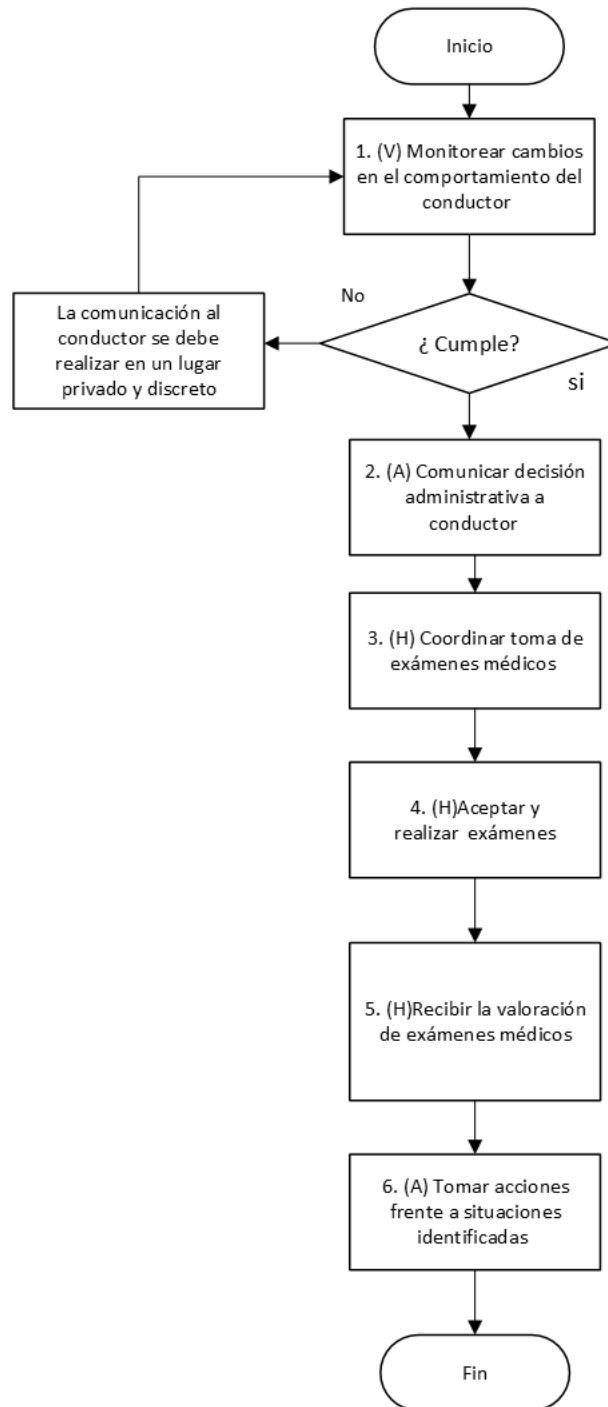 Inicio
1. (V) Monitorear cambios
en el comportamiento del
conductor
No
La comunicación al
conductor se debe
realizar en un lugar
privado y discreto
¿ Cumple?
si
2. (A) Comunicar decisión
administrativa a
conductor
3. (H) Coordinar toma de
exámenes médicos
4. (H)Aceptar y
realizar exámenes
5. (H)Recibir la valoración
de exámenes médicos
6. (A) Tomar acciones
frente a situaciones
identificadas
Fin